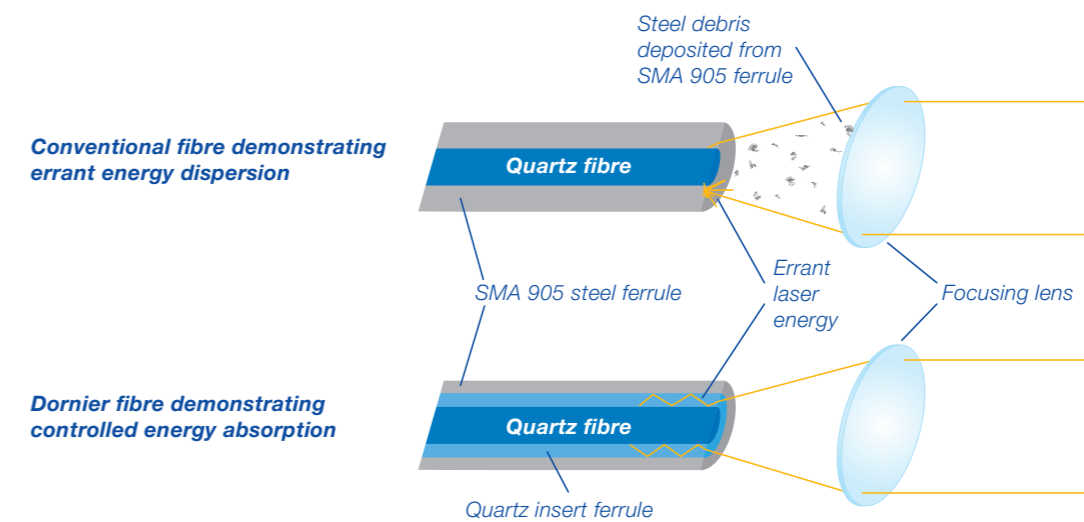 Steel debris
deposited from
SMA 905 ferrule
Conventional fibre demonstrating
errant energy dispersion
Quartz fibre
SMA 905 steel ferrule
Errant
laser
energy
Focusing lens
Dornier fibre demonstrating
controlled energy absorption
Quartz fibre
Quartz insert ferrule